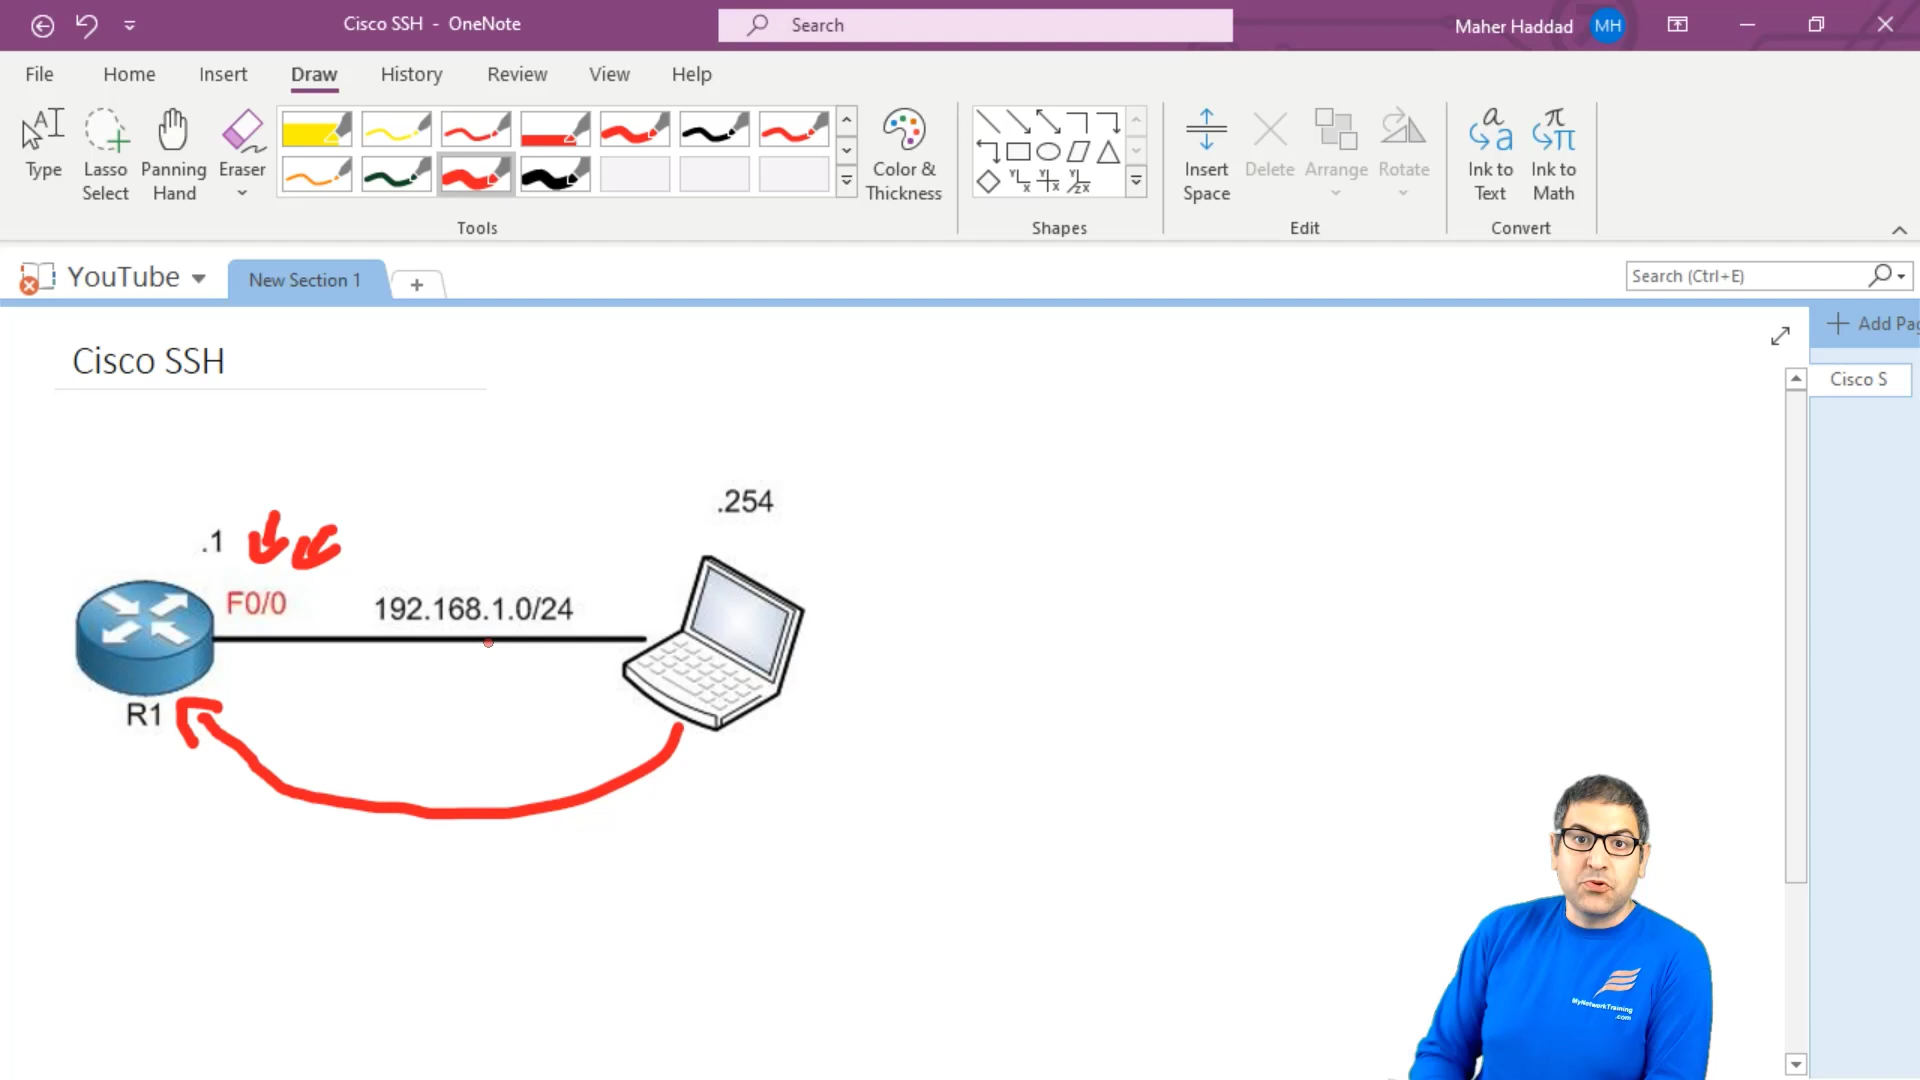 Cisco SSH - OneNote
Search
Maher Haddad
MH
File
Home
Insert
Draw
History
Review
View
Help
Type
Lasso
Select
Panning
Hand
Eraser
Color &
Thickness
Insert
Space
Delete
Arrange
Rotate
Ink to
Text
Ink to
Math
Tools
Shapes
Edit
Convert
YouTube
New Section 1
+
Search (Ctrl+E)
Cisco SSH
Add Pag
Cisco S
.254
.1
F0/0
192.168.1.0/24
R1
MyNetworkTraining
.com